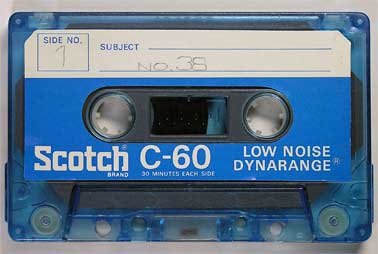 SIDE NO.
1
SUBJECT
NO. 38
Scotch® C-60
BRAND
30 MINUTES EACH SIDE
LOW NOISE
DYNARANGE®